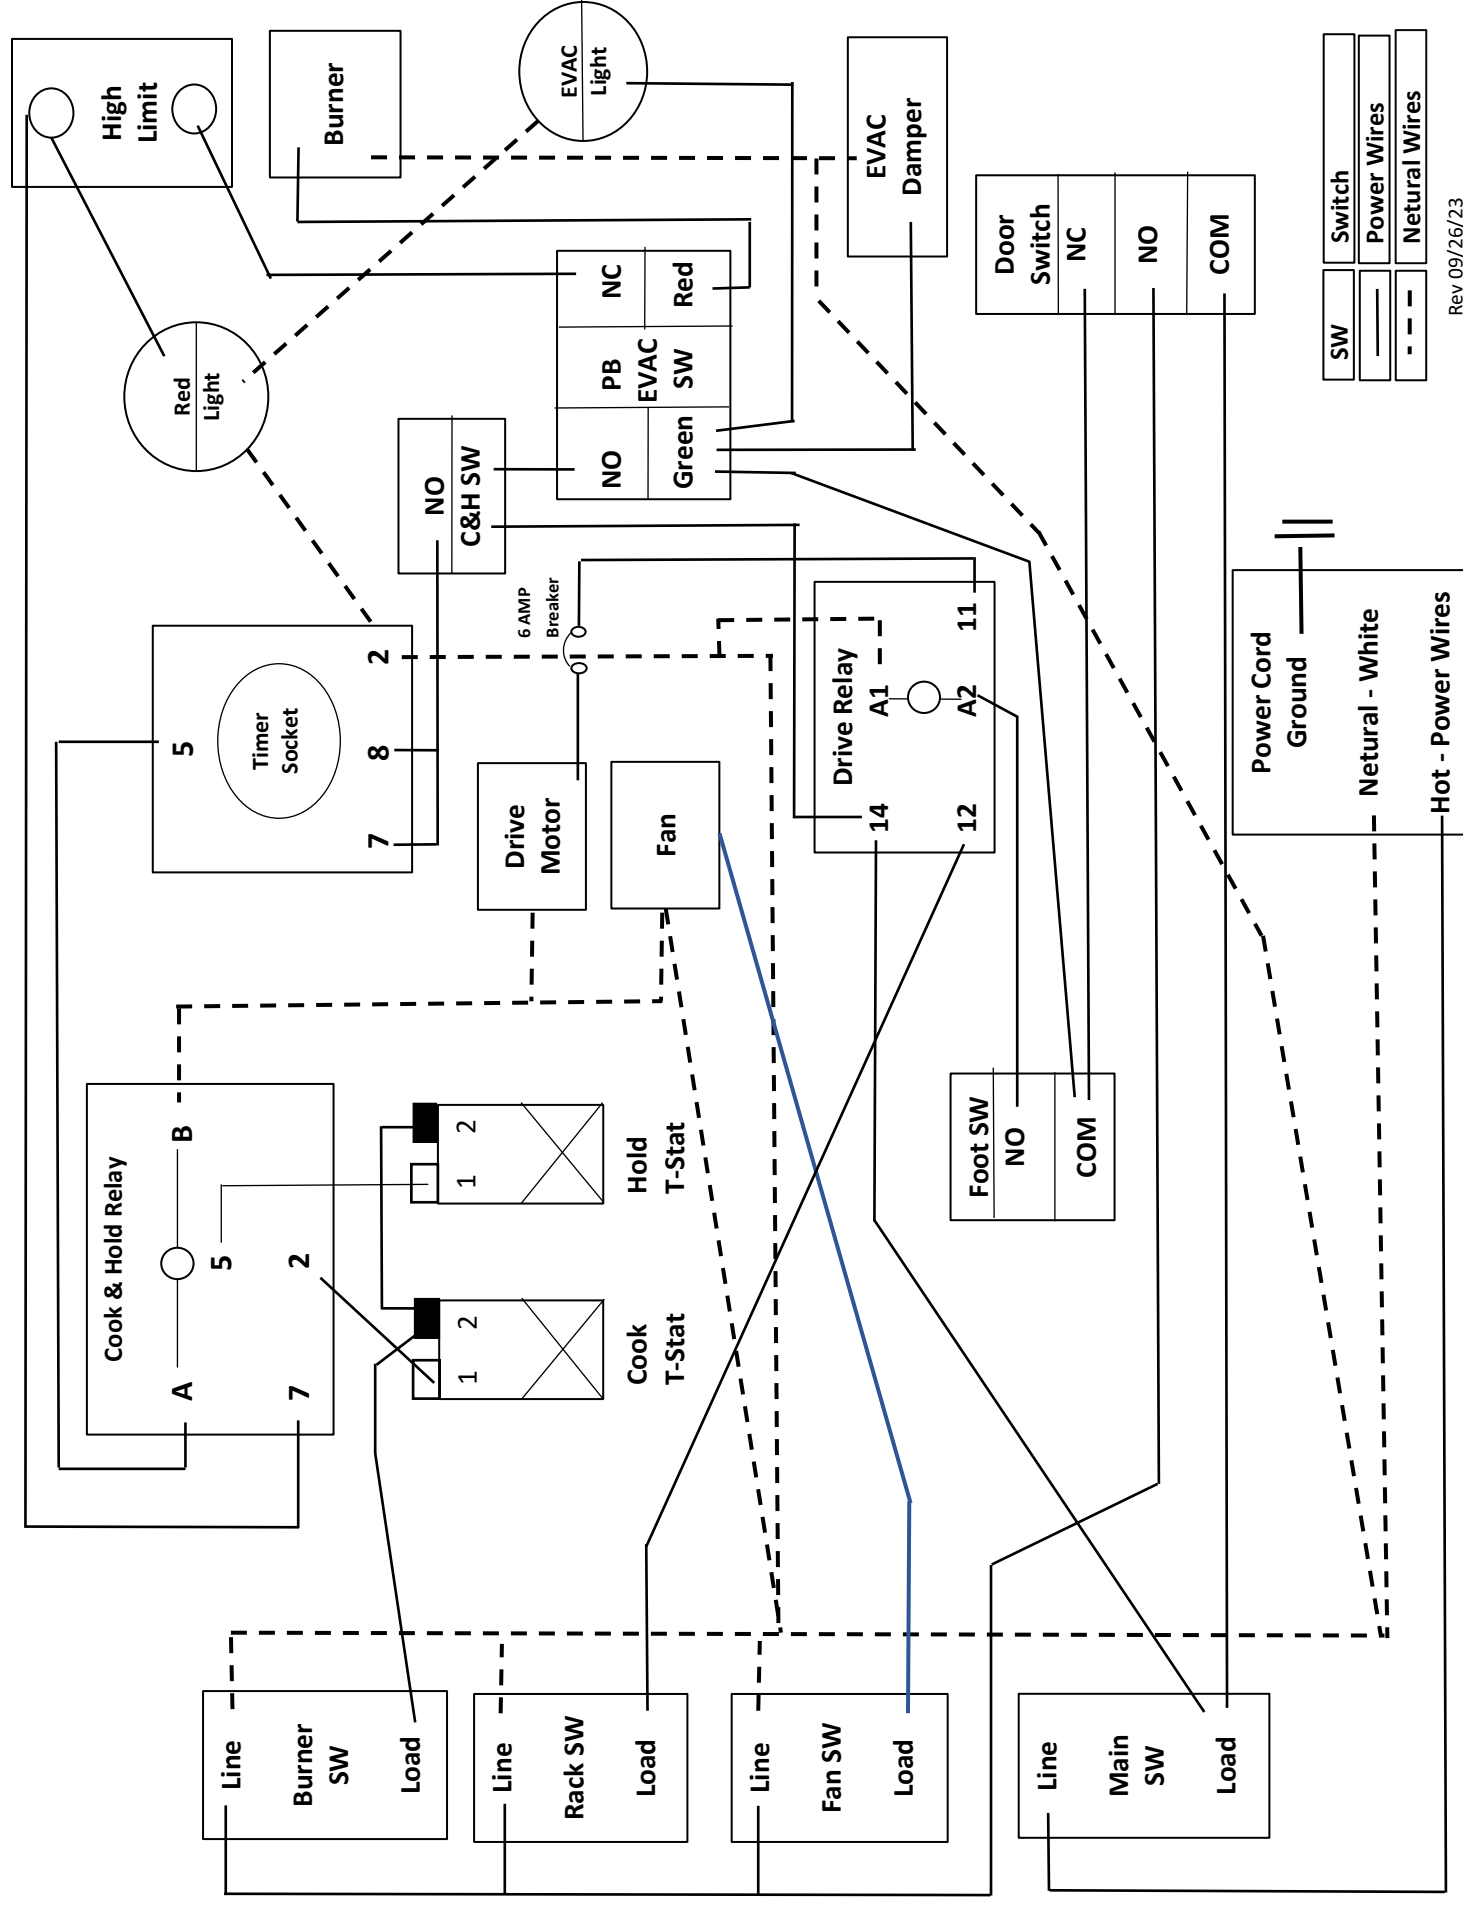 High
Limit
Burner
EVAC
Light
EVAC
Damper
Red
Light
NC
Red
PB
EVAC
SW
NO
Green
NO
C&H SW
Door
Switch
NC
NO
COM
SW
Switch
Power Wires
Netural Wires
Rev 09/26/23
Timer
Socket
5
2
8
7
6 AMP
Breaker
Drive
Motor
Fan
Drive Relay
A1
A2
11
14
12
Power Cord
Ground
Netural - White
Hot - Power Wires
Cook & Hold Relay
A
B
5
2
7
1
2
Hold
T-Stat
1
2
Cook
T-Stat
Foot SW
NO
COM
Line
Burner
SW
Load
Line
Rack SW
Load
Line
Fan SW
Load
Line
Main
SW
Load